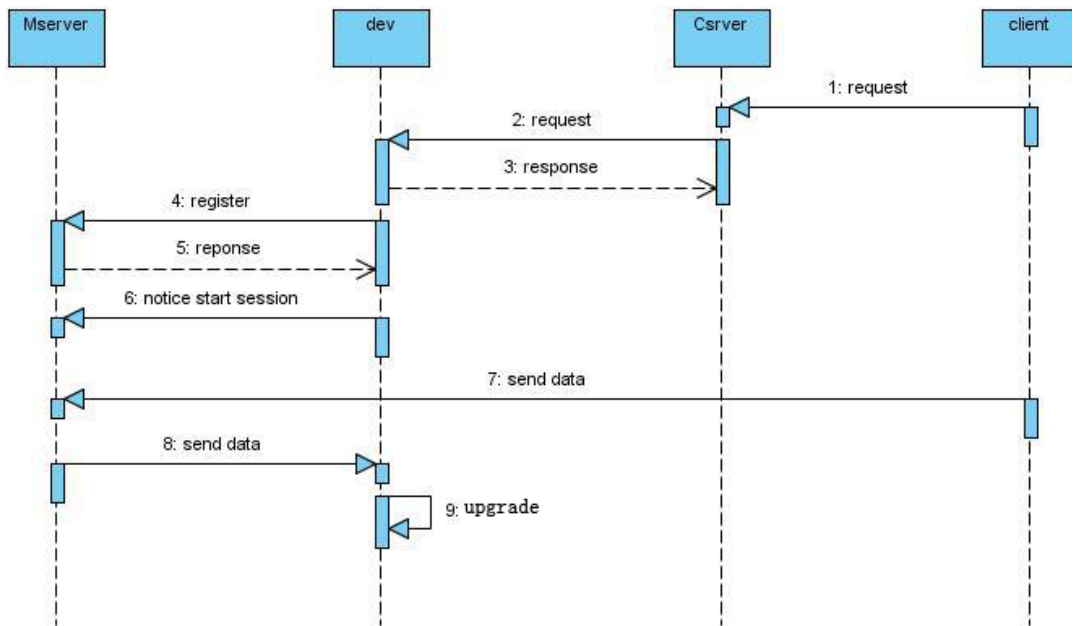 Mserver
dev
Csrver
client
1: request
2: request
3: response
4: register
5: reponse
6: notice start session
7: send data
8: send data
9: upgrade